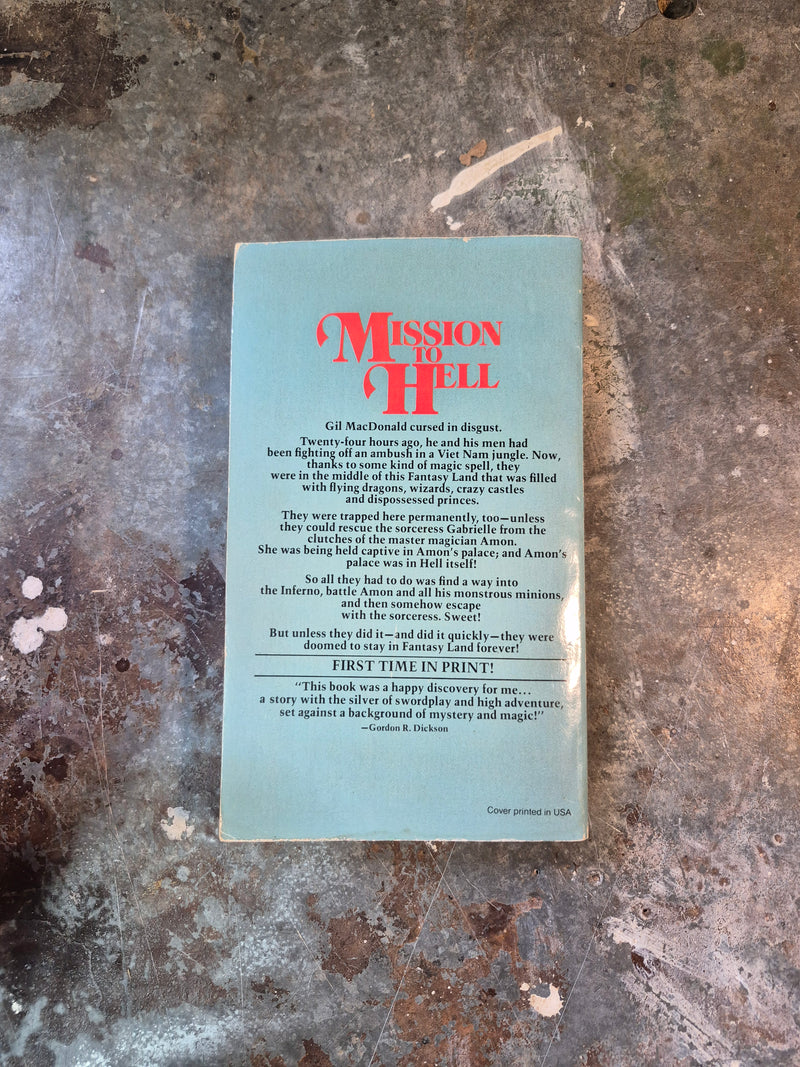 MISSION
TO
HELL
Gil MacDonald cursed in disgust.
Twenty-four hours ago, he and his men had
been fighting off an ambush in a Viet Nam jungle. Now,
thanks to some kind of magic spell, they
were in the middle of this Fantasy Land that was filled
with flying dragons, wizards, crazy castles
and dispossessed princes.
They were trapped here permanently, too—unless
they could rescue the sorceress Gabrielle from the
clutches of the master magician Amon.
She was being held captive in Amon's palace; and Amon's
palace was in Hell itself!
So all they had to do was find a way into
the Inferno, battle Amon and all his monstrous minions,
and then somehow escape
with the sorceress. Sweet!
But unless they did it—and did it quickly—they were
doomed to stay in Fantasy Land forever!
FIRST TIME IN PRINT!
"This book was a happy discovery for me...
a story with the silver of swordplay and high adventure,
set against a background of mystery and magic!"
—Gordon R. Dickson
Cover printed in USA